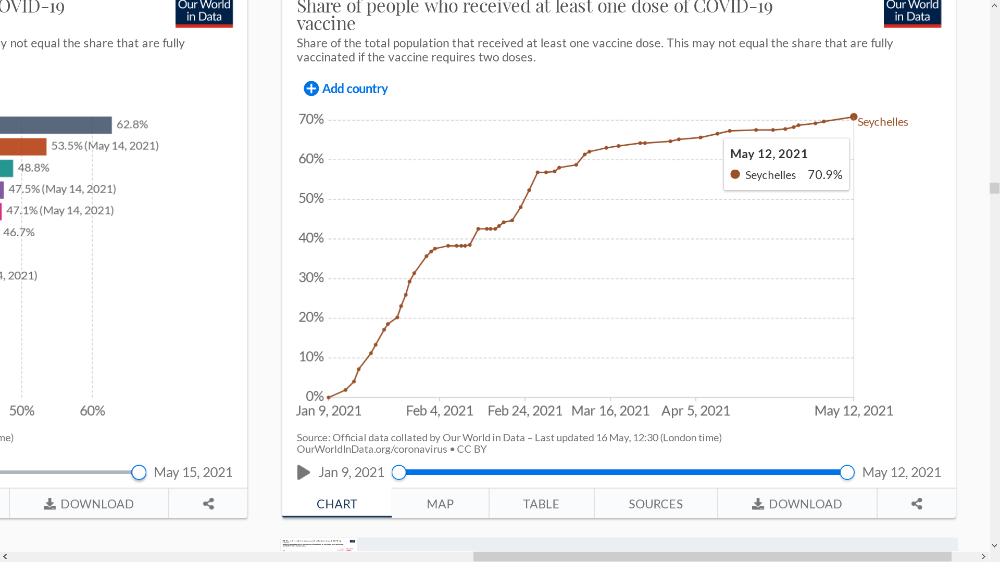 OVID-19
Our World
in Data
y not equal the share that are fully
62.8%
53.5% (May 14, 2021)
48.8%
47.5% (May 14, 2021)
47.1% (May 14, 2021)
46.7%
4, 2021)
50%
60%
me)
May 15, 2021
DOWNLOAD
Share of people who received at least one dose of COVID-19
vaccine
Our World
in Data
Share of the total population that received at least one vaccine dose. This may not equal the share that are fully
vaccinated if the vaccine requires two doses.
Add country
70%
60%
50%
40%
30%
20%
10%
0%
Seychelles
May 12, 2021
Seychelles 70.9%
Jan 9, 2021
Feb 4, 2021
Feb 24, 2021
Mar 16, 2021
Apr 5, 2021
May 12, 2021
Source: Official data collated by Our World in Data – Last updated 16 May, 12:30 (London time)
OurWorldInData.org/coronavirus • CC BY
Jan 9, 2021
May 12, 2021
CHART
MAP
TABLE
SOURCES
DOWNLOAD